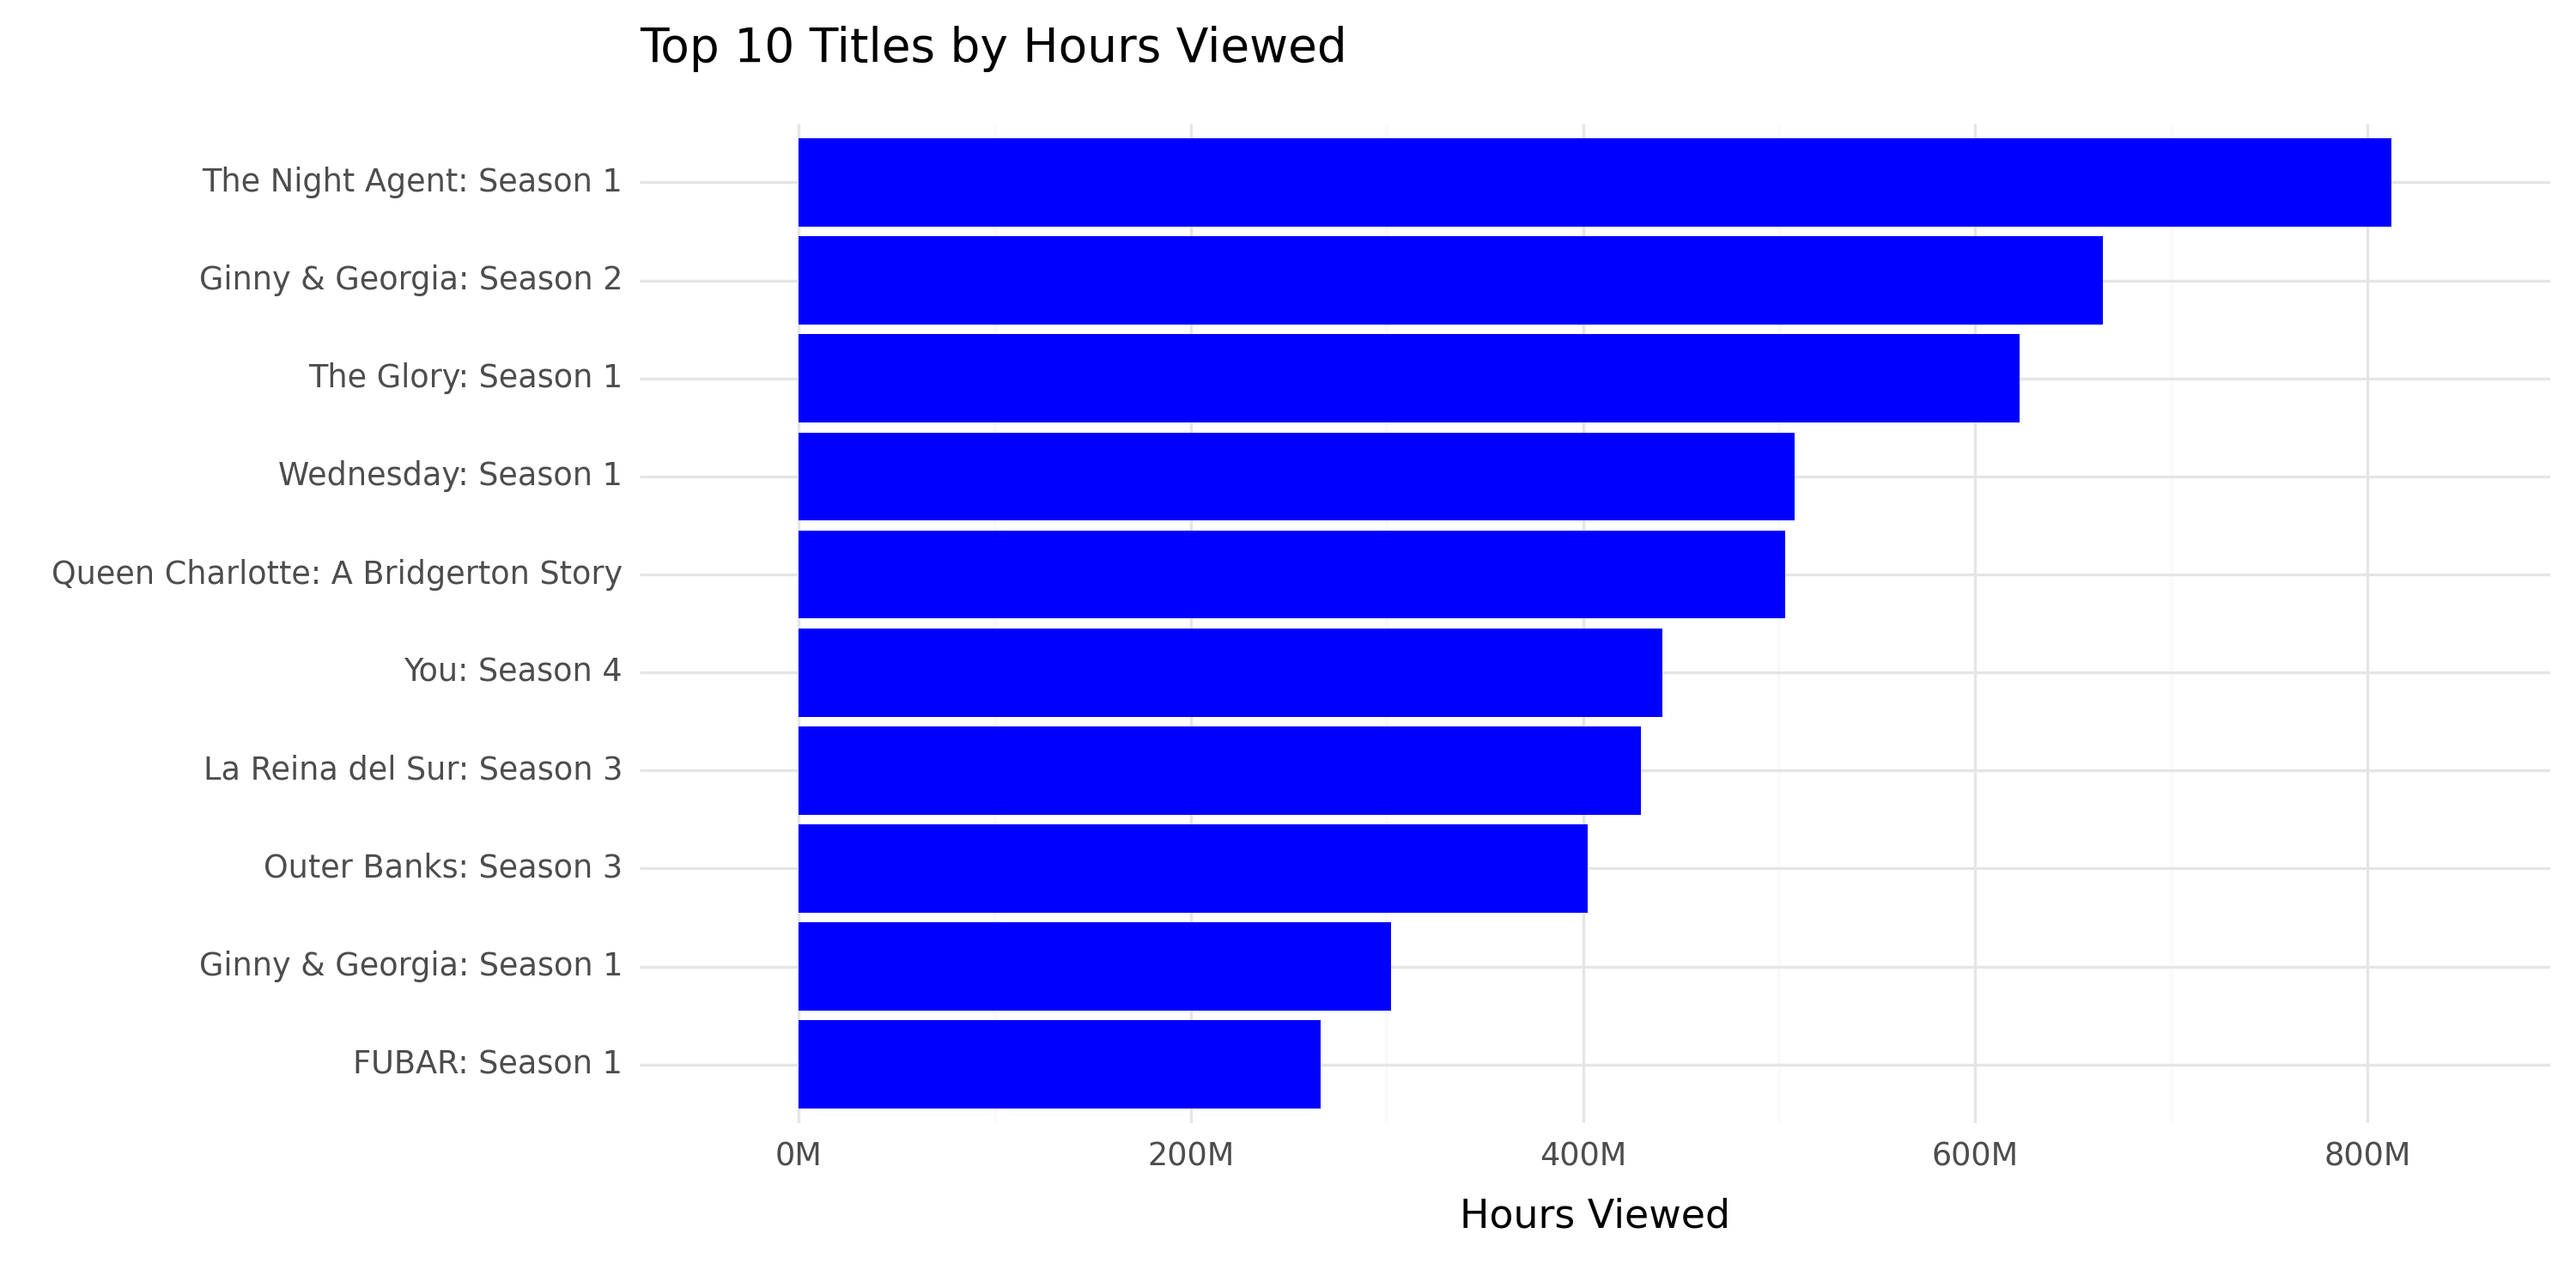 Top 10 Titles by Hours Viewed
The Night Agent: Season 1
Ginny & Georgia: Season 2
The Glory: Season 1
Wednesday: Season 1
Queen Charlotte: A Bridgerton Story
You: Season 4
La Reina del Sur: Season 3
Outer Banks: Season 3
Ginny & Georgia: Season 1
FUBAR: Season 1
0M 200M 400M 600M 800M
Hours Viewed